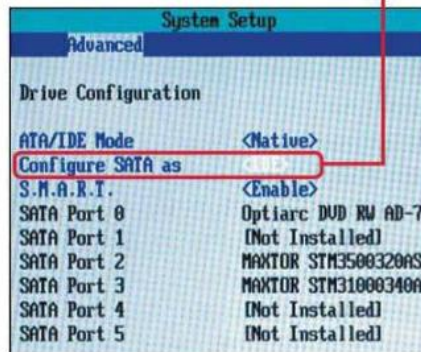 System Setup
Advanced
Drive Configuration
ATA/IDE Mode <Native>
Configure SATA as
S.M.A.R.T. <Enable>
SATA Port 0 Optiarc DVD RW AD-7
SATA Port 1 [Not Installed]
SATA Port 2 MAXTOR STM3500320AS
SATA Port 3 MAXTOR STM31000340A
SATA Port 4 [Not Installed]
SATA Port 5 [Not Installed]